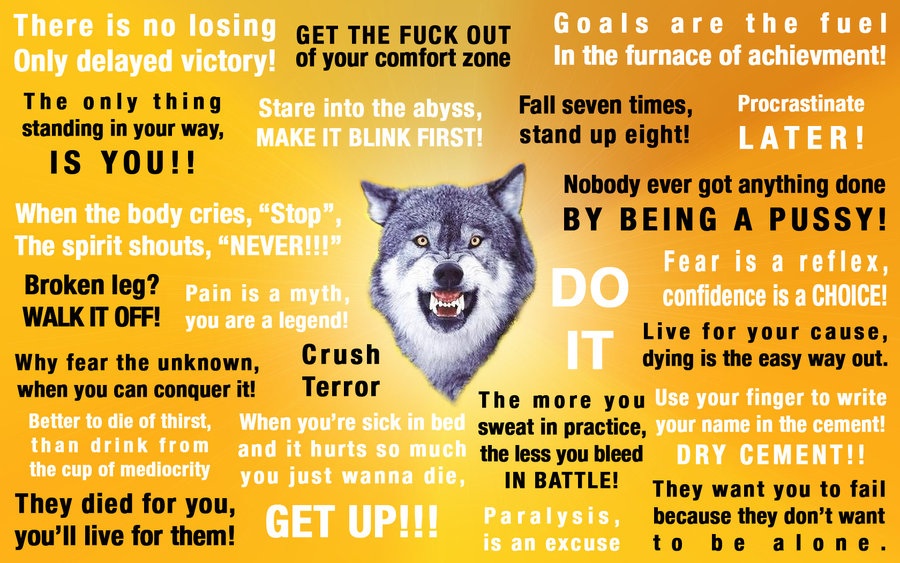 There is no losing
Only delayed victory!
GET THE FUCK OUT
of your comfort zone
Goals are the fuel
In the furnace of achievment!
The only thing
standing in your way,
IS YOU!!
Stare into the abyss,
MAKE IT BLINK FIRST!
Fall seven times,
stand up eight!
Procrastinate
LATER!
Nobody ever got anything done
BY BEING A PUSSY!
When the body cries, “Stop”,
The spirit shouts, “NEVER!!!”
Broken leg?
WALK IT OFF!
Pain is a myth,
you are a legend!
DO
IT
Fear is a reflex,
confidence is a CHOICE!
Live for your cause,
dying is the easy way out.
Why fear the unknown,
when you can conquer it!
Crush
Terror
Better to die of thirst,
than drink from
the cup of mediocrity
When you’re sick in bed
and it hurts so much
you just wanna die,
GET UP!!!
The more you
sweat in practice,
the less you bleed
IN BATTLE!
Use your finger to write
your name in the cement!
DRY CEMENT!!
They died for you,
you’ll live for them!
Paralysis,
is an excuse
They want you to fail
because they don’t want
to be alone.